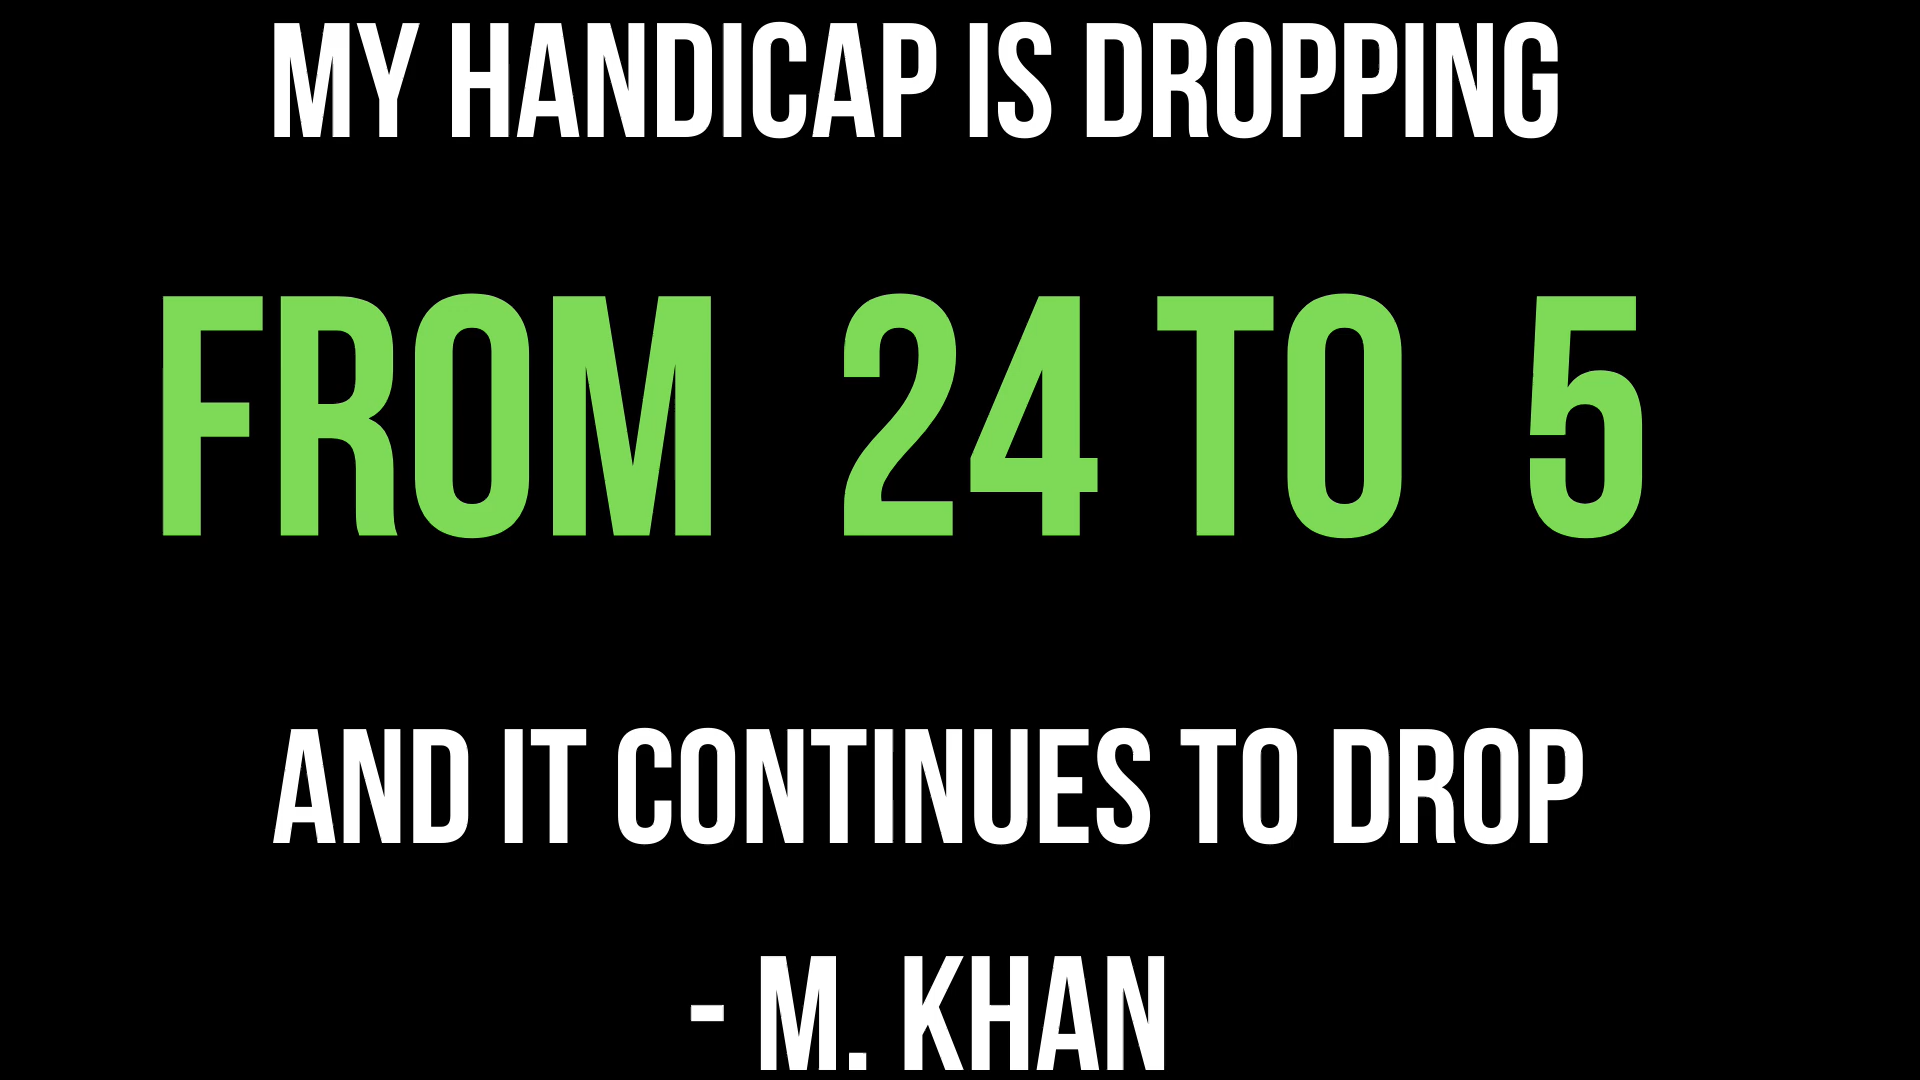 MY HANDICAP IS DROPPING
FROM 24 TO 5
AND IT CONTINUES TO DROP
- M. KHAN